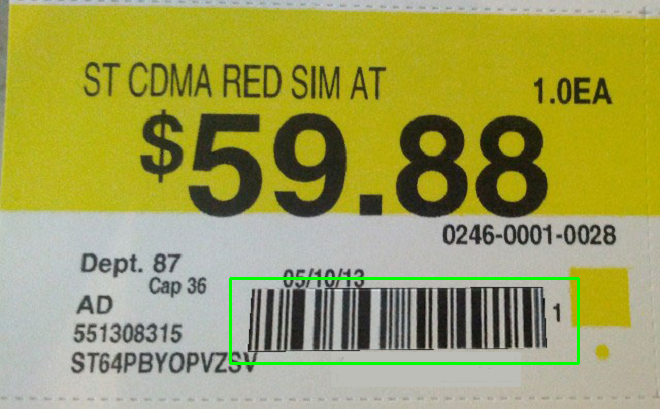 ST CDMA RED SIM AT
1.0EA
$59.88
0246-0001-0028
Dept. 87
Cap 36
05/10/13
AD
551308315
1
ST64PBYOPVZSV